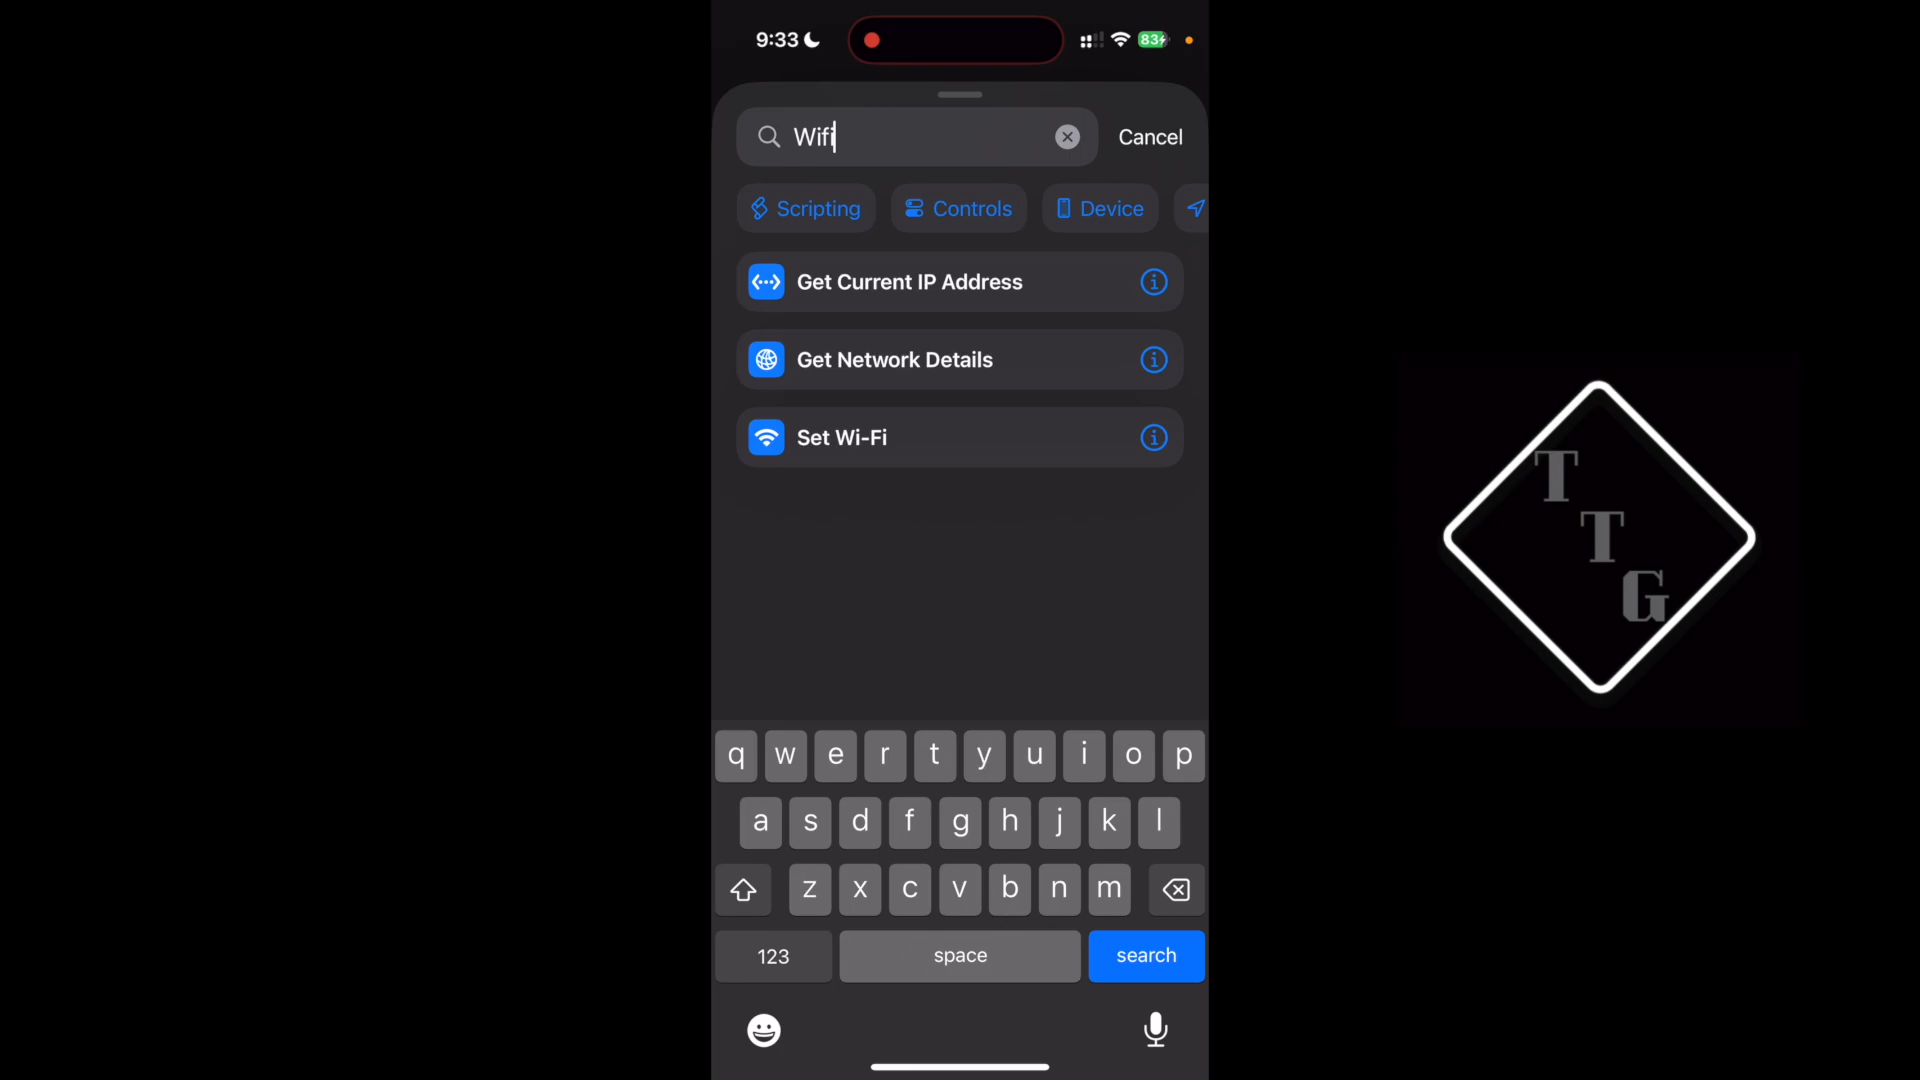 9:33
83
Wifi
Cancel
Scripting
Controls
Device
Get Current IP Address
Get Network Details
Set Wi-Fi
q w e r t y u i o p
a s d f g h j k l
z x c v b n m
123
space
search
T
T
G